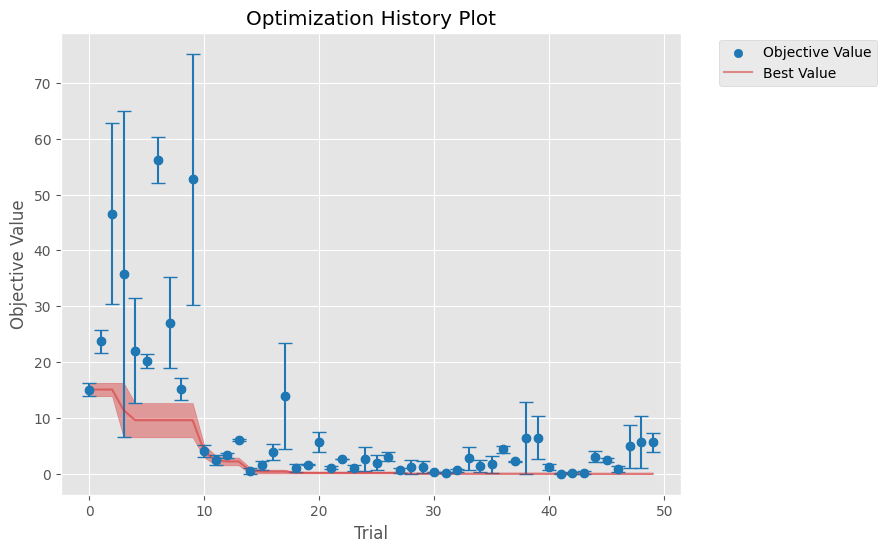 Optimization History Plot
Objective Value
Best Value
70
60
50
40
30
20
10
0
Objective Value
0 10 20 30 40 50
Trial